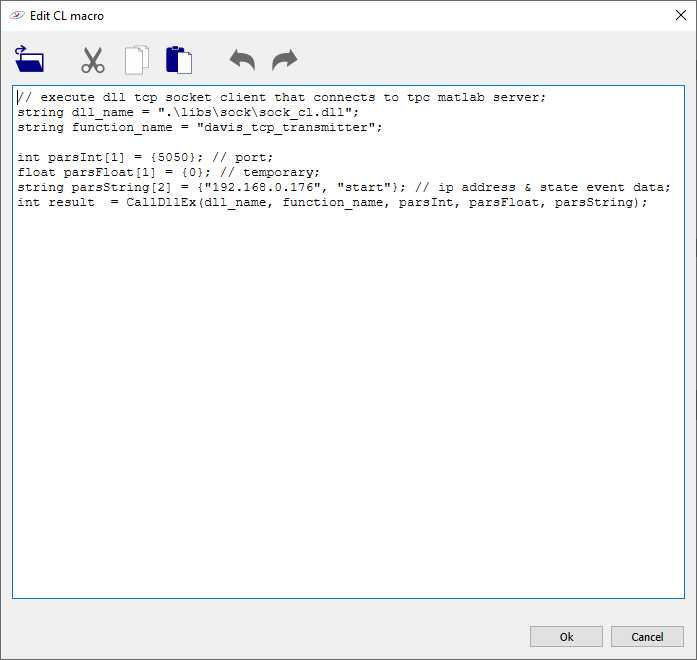 Edit CL macro
// execute dll tcp socket client that connects to tpc matlab server;
string dll_name = ".\libs\sock\sock_cl.dll";
string function_name = "davis_tcp_transmitter";
int parsInt[1] = {5050}; // port;
float parsFloat[1] = {0}; // temporary;
string parsString[2] = {"192.168.0.176", "start"}; // ip address & state event data;
int result  = CallDllEx(dll_name, function_name, parsInt, parsFloat, parsString);
Ok
Cancel